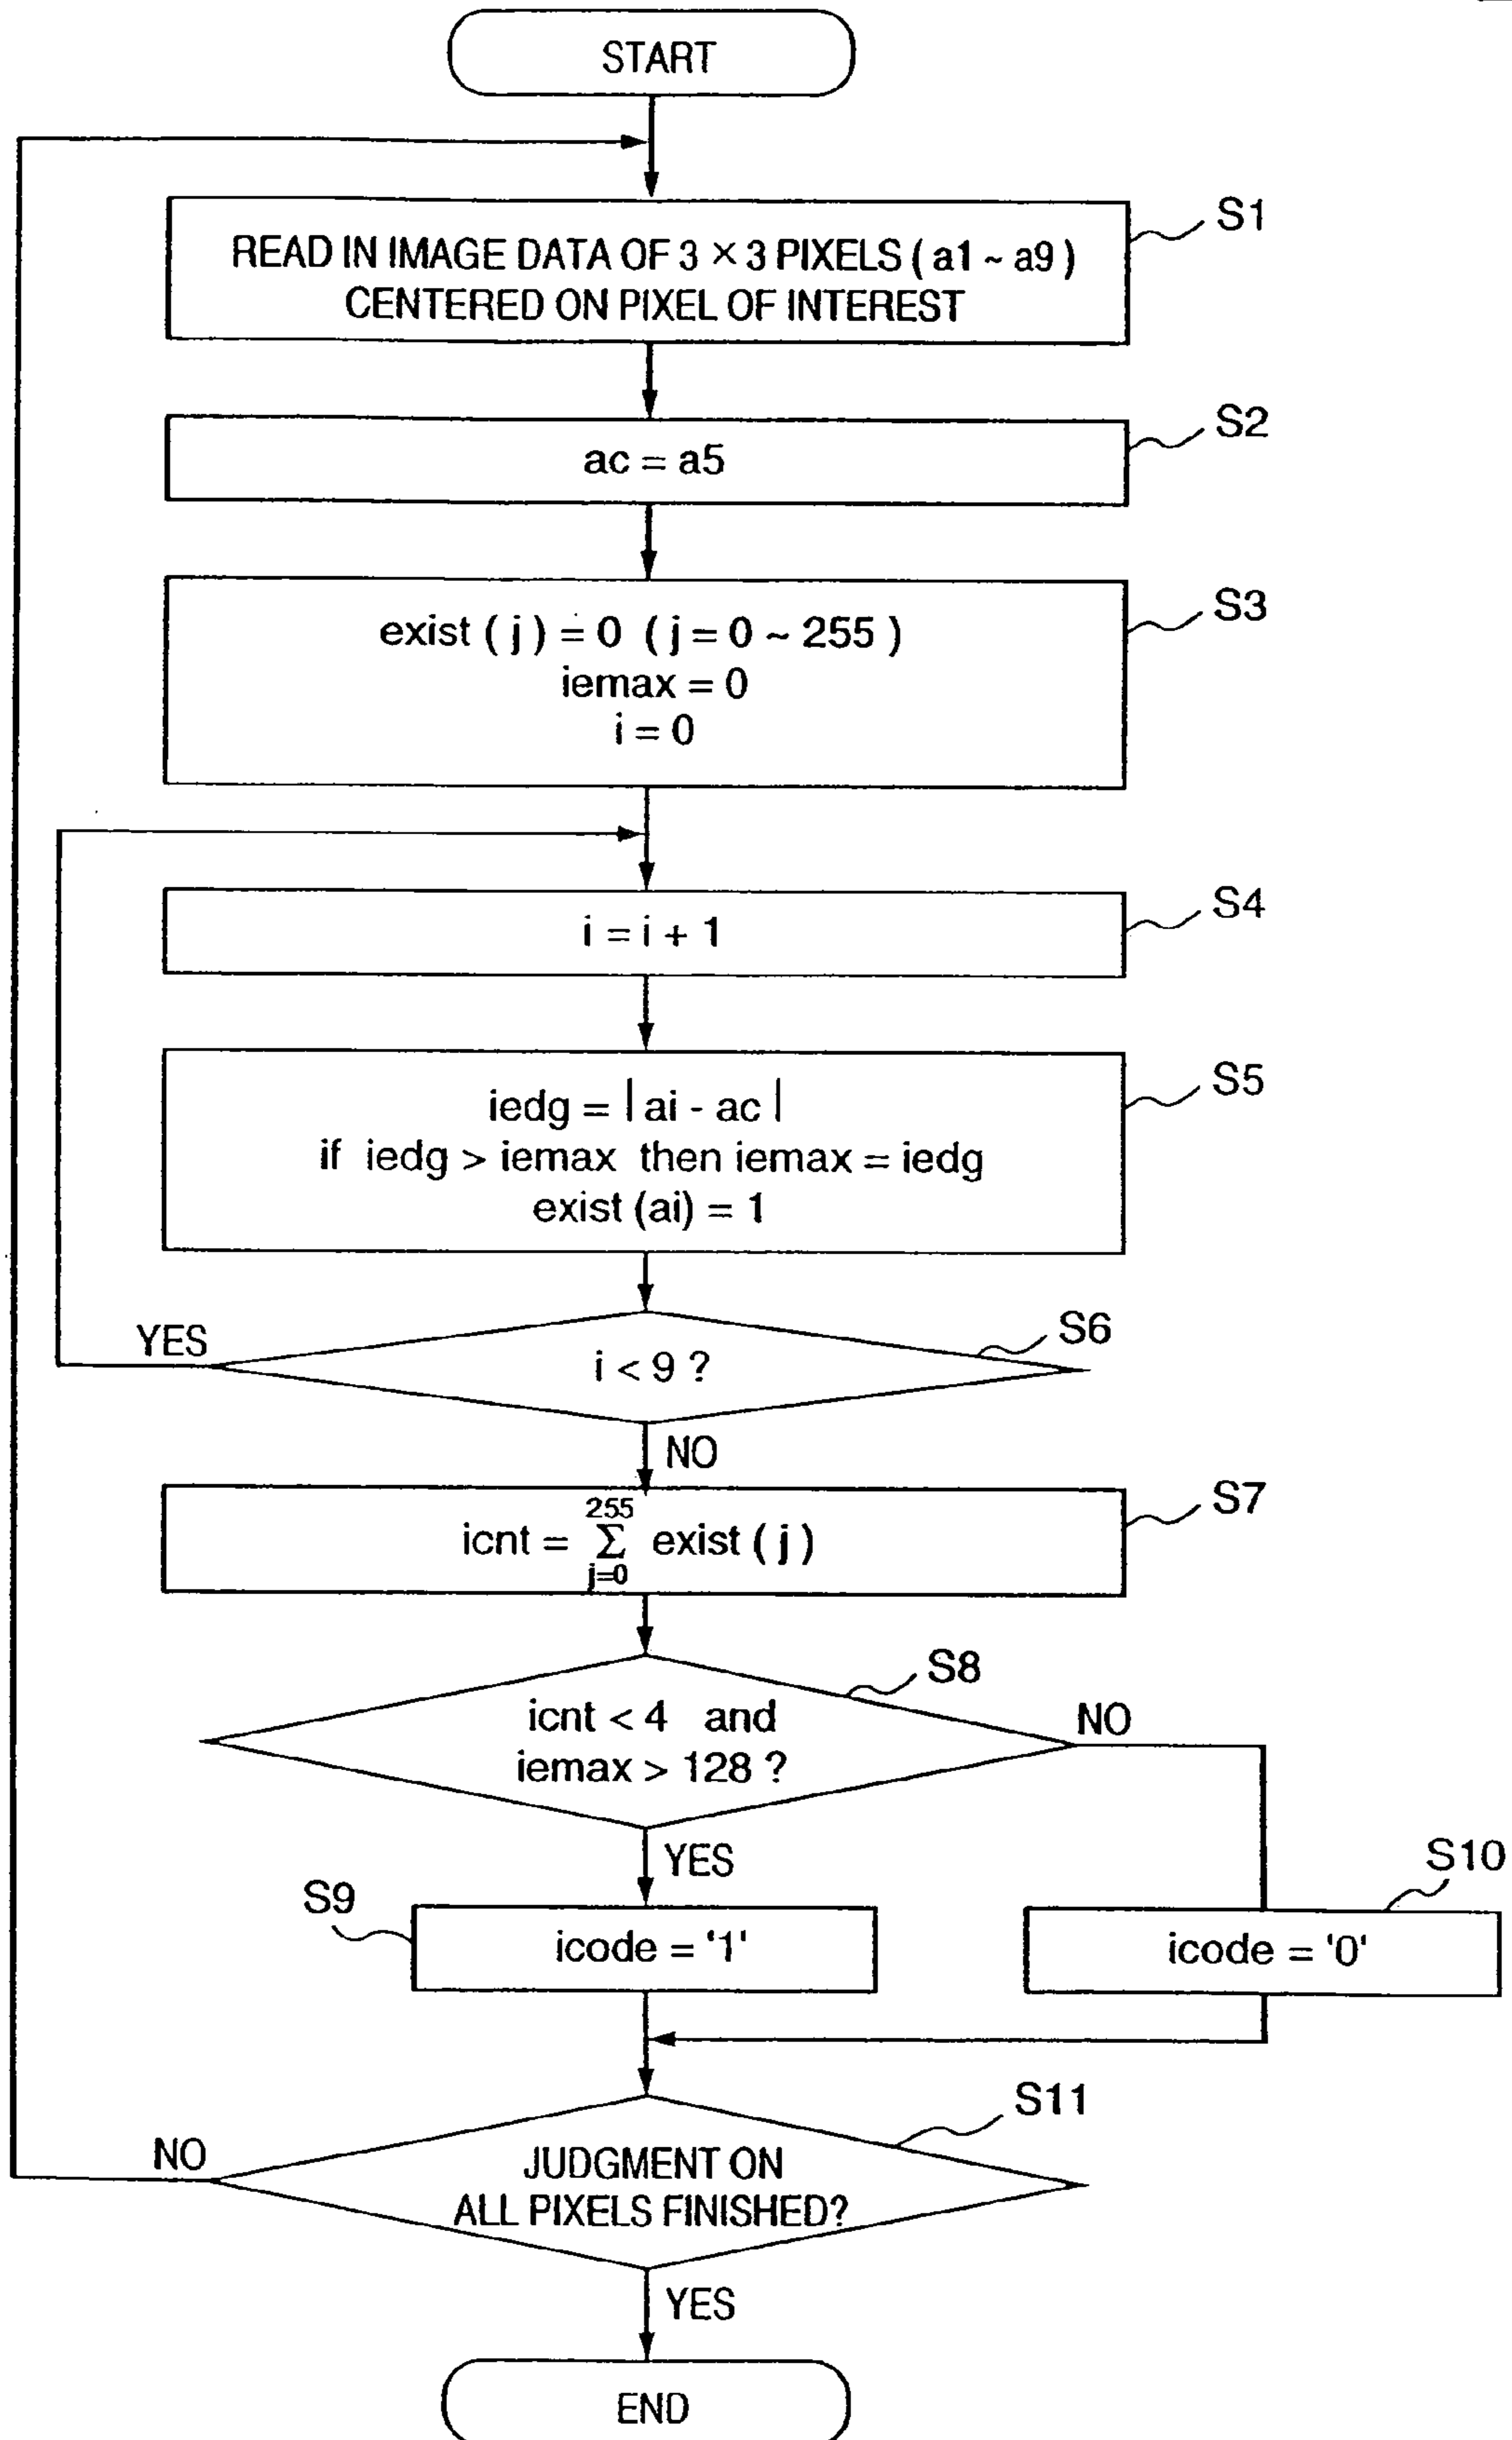 START
S1
READ IN IMAGE DATA OF 3 × 3 PIXELS ( a1 ~ a9 )
CENTERED ON PIXEL OF INTEREST
S2
ac = a5
S3
exist ( j ) = 0 ( j = 0 ~ 255 )
iemax = 0
i = 0
S4
i = i + 1
S5
iedg = | ai - ac |
if iedg > iemax then iemax = iedg
exist (ai) = 1
YES
S6
i < 9 ?
NO
S7
icnt = 255 Σ j=0 exist ( j )
S8
icnt < 4 and
iemax > 128 ?
NO
YES
S9
icode = '1'
S10
icode = '0'
S11
NO
JUDGMENT ON
ALL PIXELS FINISHED?
YES
END